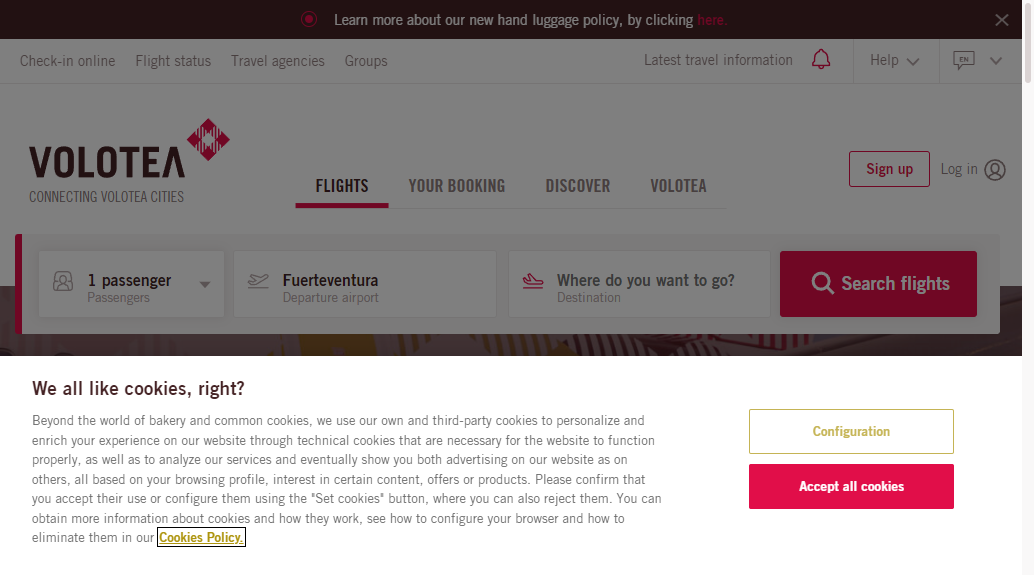 Learn more about our new hand luggage policy, by clicking here.
Check-in online Flight status Travel agencies Groups Latest travel information Help EN
VOLOTEA
CONNECTING VOLOTEA CITIES
FLIGHTS YOUR BOOKING DISCOVER VOLOTEA
Sign up Log in
1 passenger
Passengers
Fuerteventura
Departure airport
Where do you want to go?
Destination
Search flights
We all like cookies, right?
Beyond the world of bakery and common cookies, we use our own and third-party cookies to personalize and
enrich your experience on our website through technical cookies that are necessary for the website to function
properly, as well as to analyze our services and eventually show you both advertising on our website as on
others, all based on your browsing profile, interest in certain content, offers or products. Please confirm that
you accept their use or configure them using the "Set cookies" button, where you can also reject them. You can
obtain more information about cookies and how they work, see how to configure your browser and how to
eliminate them in our Cookies Policy.
Configuration
Accept all cookies